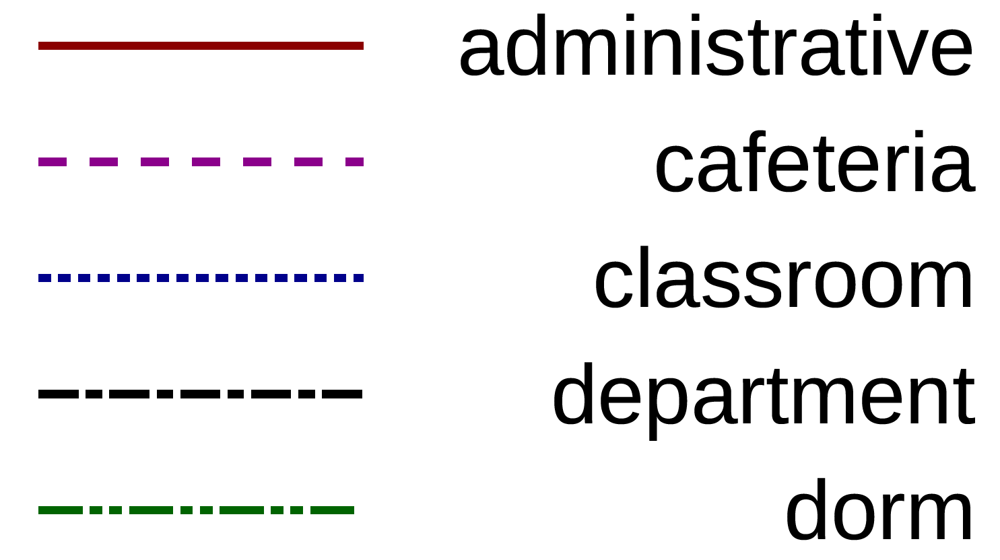 administrative
cafeteria
classroom
department
dorm